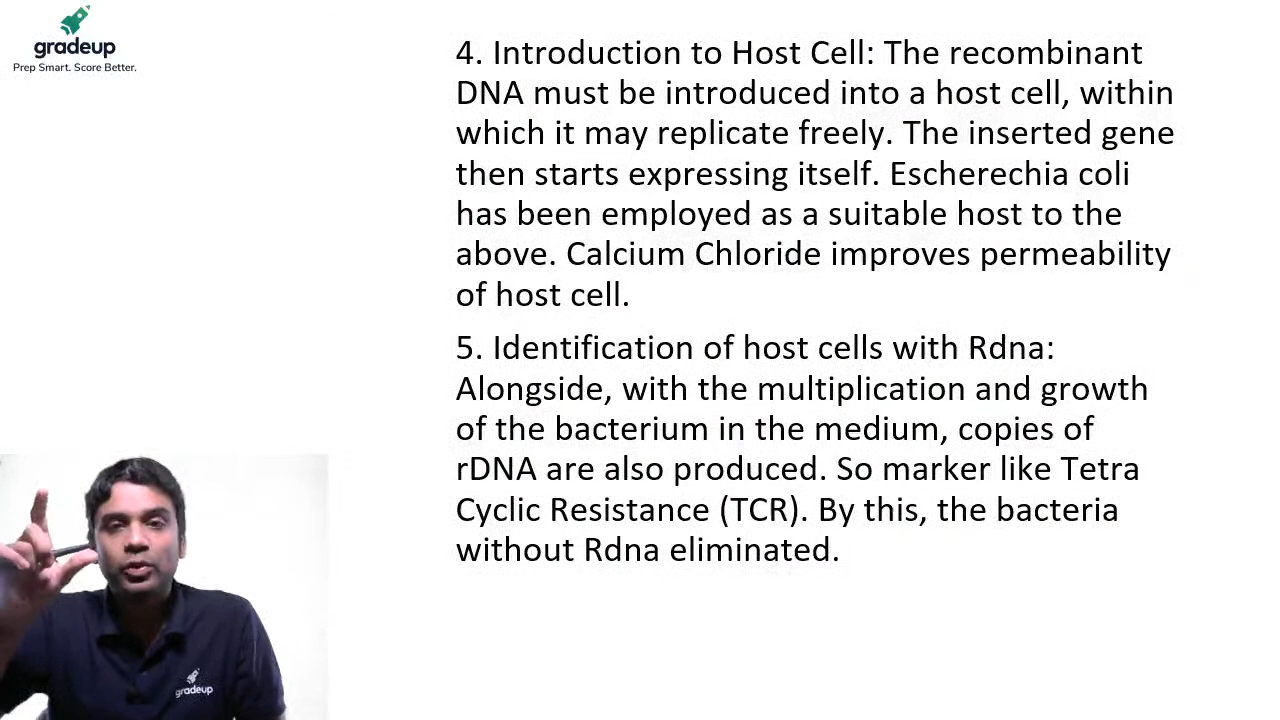 gradeup
Prep Smart. Score Better.
4. Introduction to Host Cell: The recombinant
DNA must be introduced into a host cell, within
which it may replicate freely. The inserted gene
then starts expressing itself. Escherechia coli
has been employed as a suitable host to the
above. Calcium Chloride improves permeability
of host cell.
5. Identification of host cells with Rdna:
Alongside, with the multiplication and growth
of the bacterium in the medium, copies of
rDNA are also produced. So marker like Tetra
Cyclic Resistance (TCR). By this, the bacteria
without Rdna eliminated.
gradeup